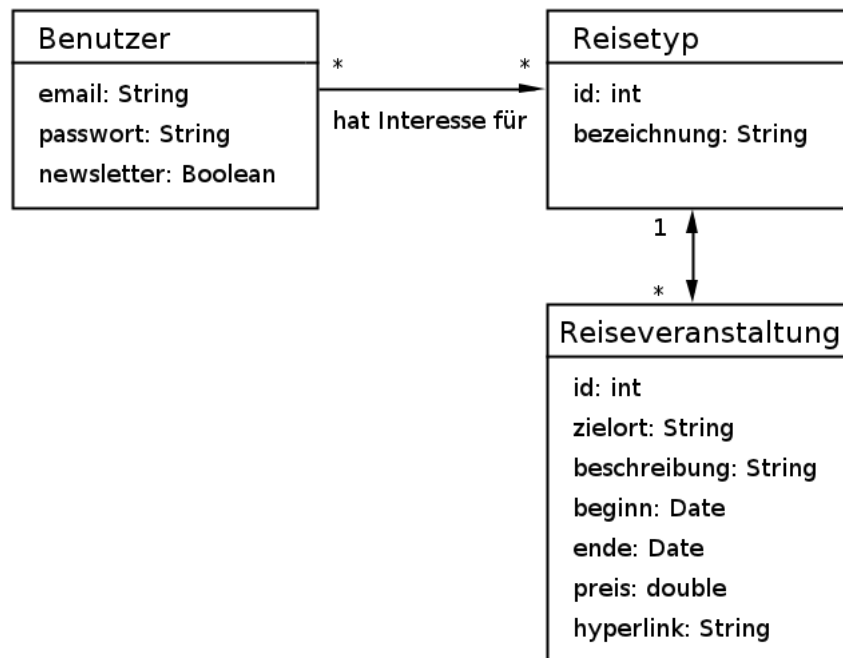 Benutzer
email: String
passwort: String
newsletter: Boolean
* *
hat Interesse für
Reisetyp
id: int
bezeichnung: String
1
*
Reiseveranstaltung
id: int
zielort: String
beschreibung: String
beginn: Date
ende: Date
preis: double
hyperlink: String